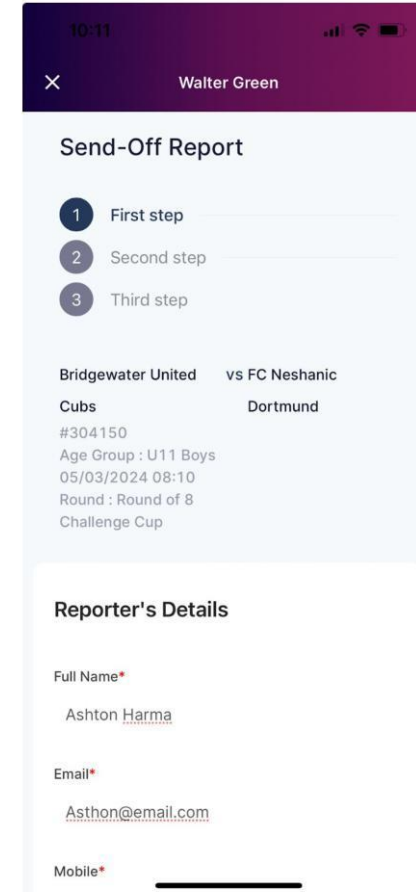 10:11
Walter Green
Send-Off Report
1 First step
2 Second step
3 Third step
Bridgewater United vs FC Neshanic
Cubs Dortmund
#304150
Age Group : U11 Boys
05/03/2024 08:10
Round : Round of 8
Challenge Cup
Reporter's Details
Full Name*
Ashton Harma
Email*
Asthon@email.com
Mobile*